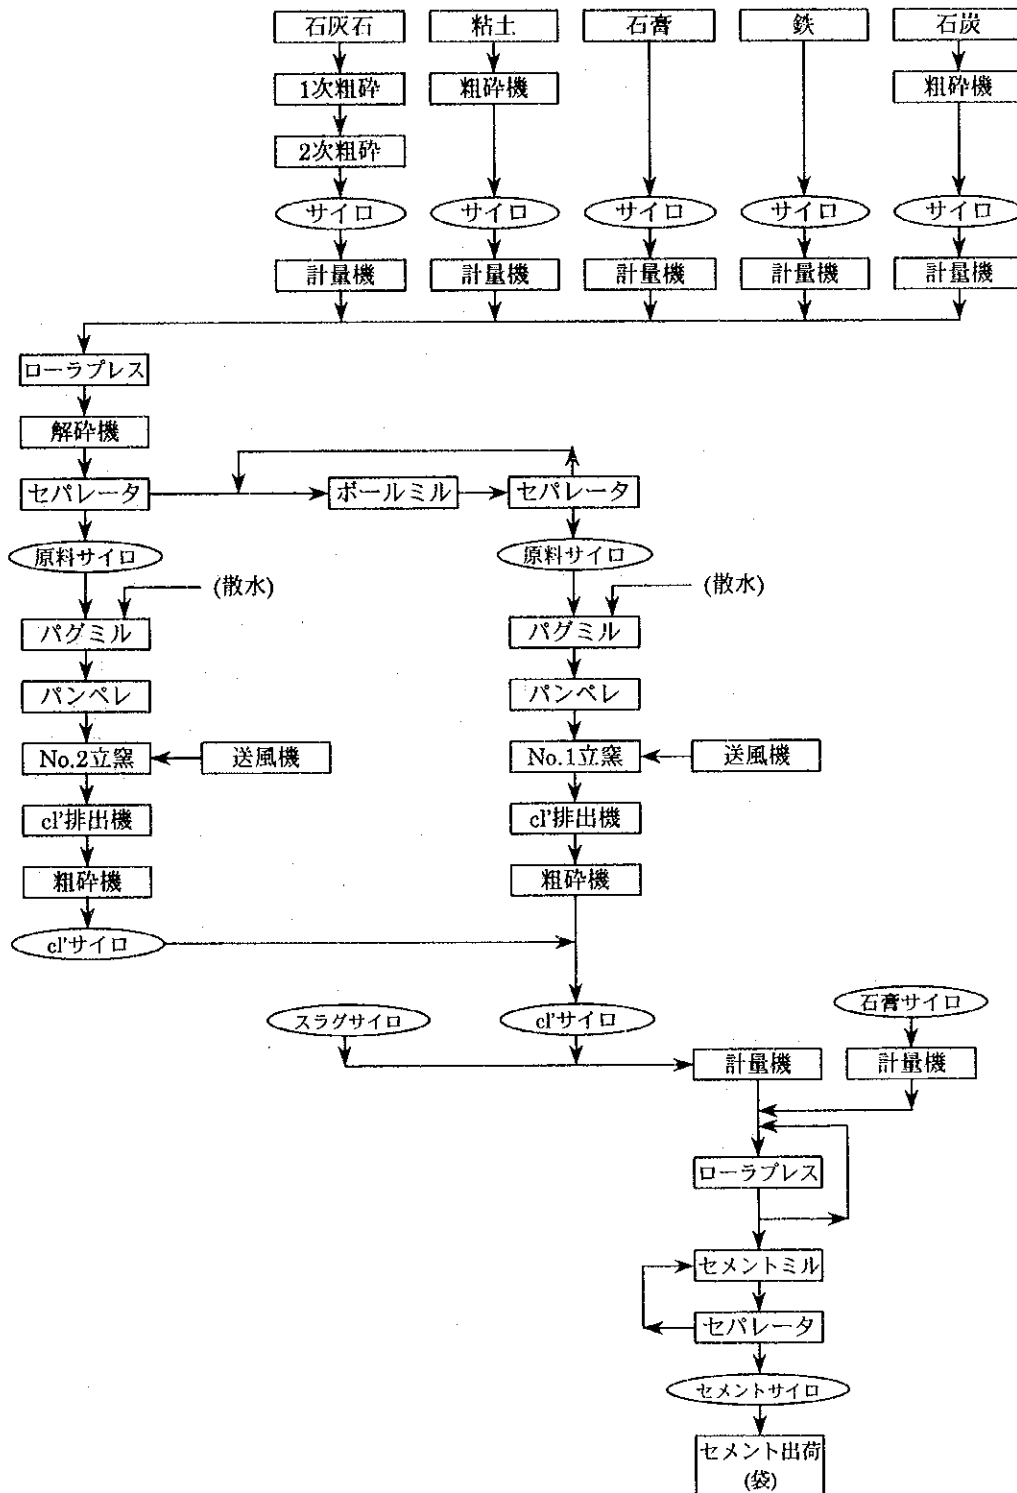 石灰石
粘土
石膏
鉄
石炭
1次粗砕
粗砕機
粗砕機
2次粗砕
サイロ
サイロ
サイロ
サイロ
サイロ
計量機
計量機
計量機
計量機
計量機
ローラプレス
解砕機
セパレータ
ボールミル
セパレータ
原料サイロ
原料サイロ
(散水)
(散水)
パグミル
パグミル
パンペレ
パンペレ
No.2立窯
送風機
No.1立窯
送風機
cl'排出機
cl'排出機
粗砕機
粗砕機
cl'サイロ
スラグサイロ
cl'サイロ
石膏サイロ
計量機
計量機
ローラプレス
セメントミル
セパレータ
セメントサイロ
セメント出荷
(袋)